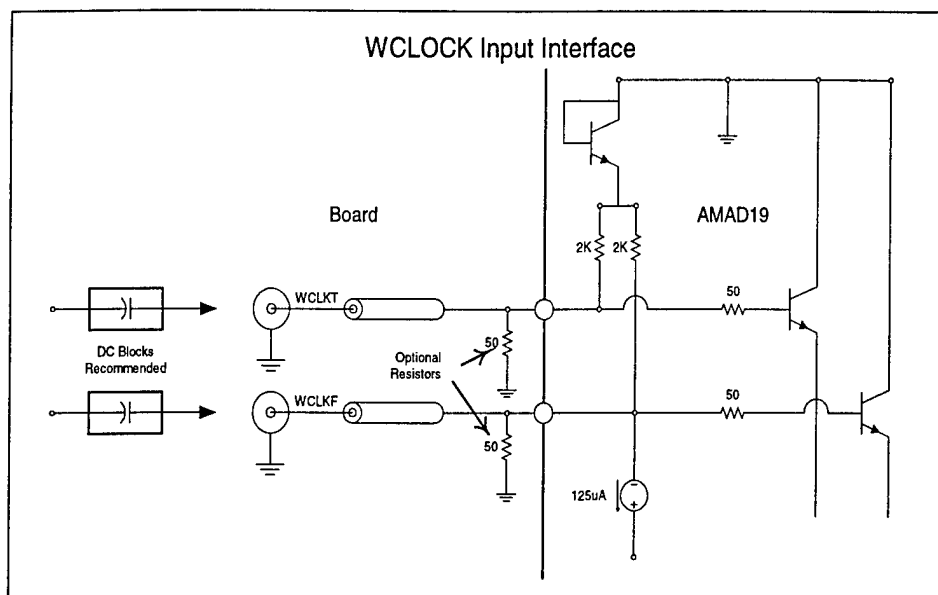 WCLOCK Input Interface
Board
AMAD19
2K
2K
WCLKT
50
50
DC Blocks
Recommended
Optional
Resistors
WCLKF
50
50
125uA